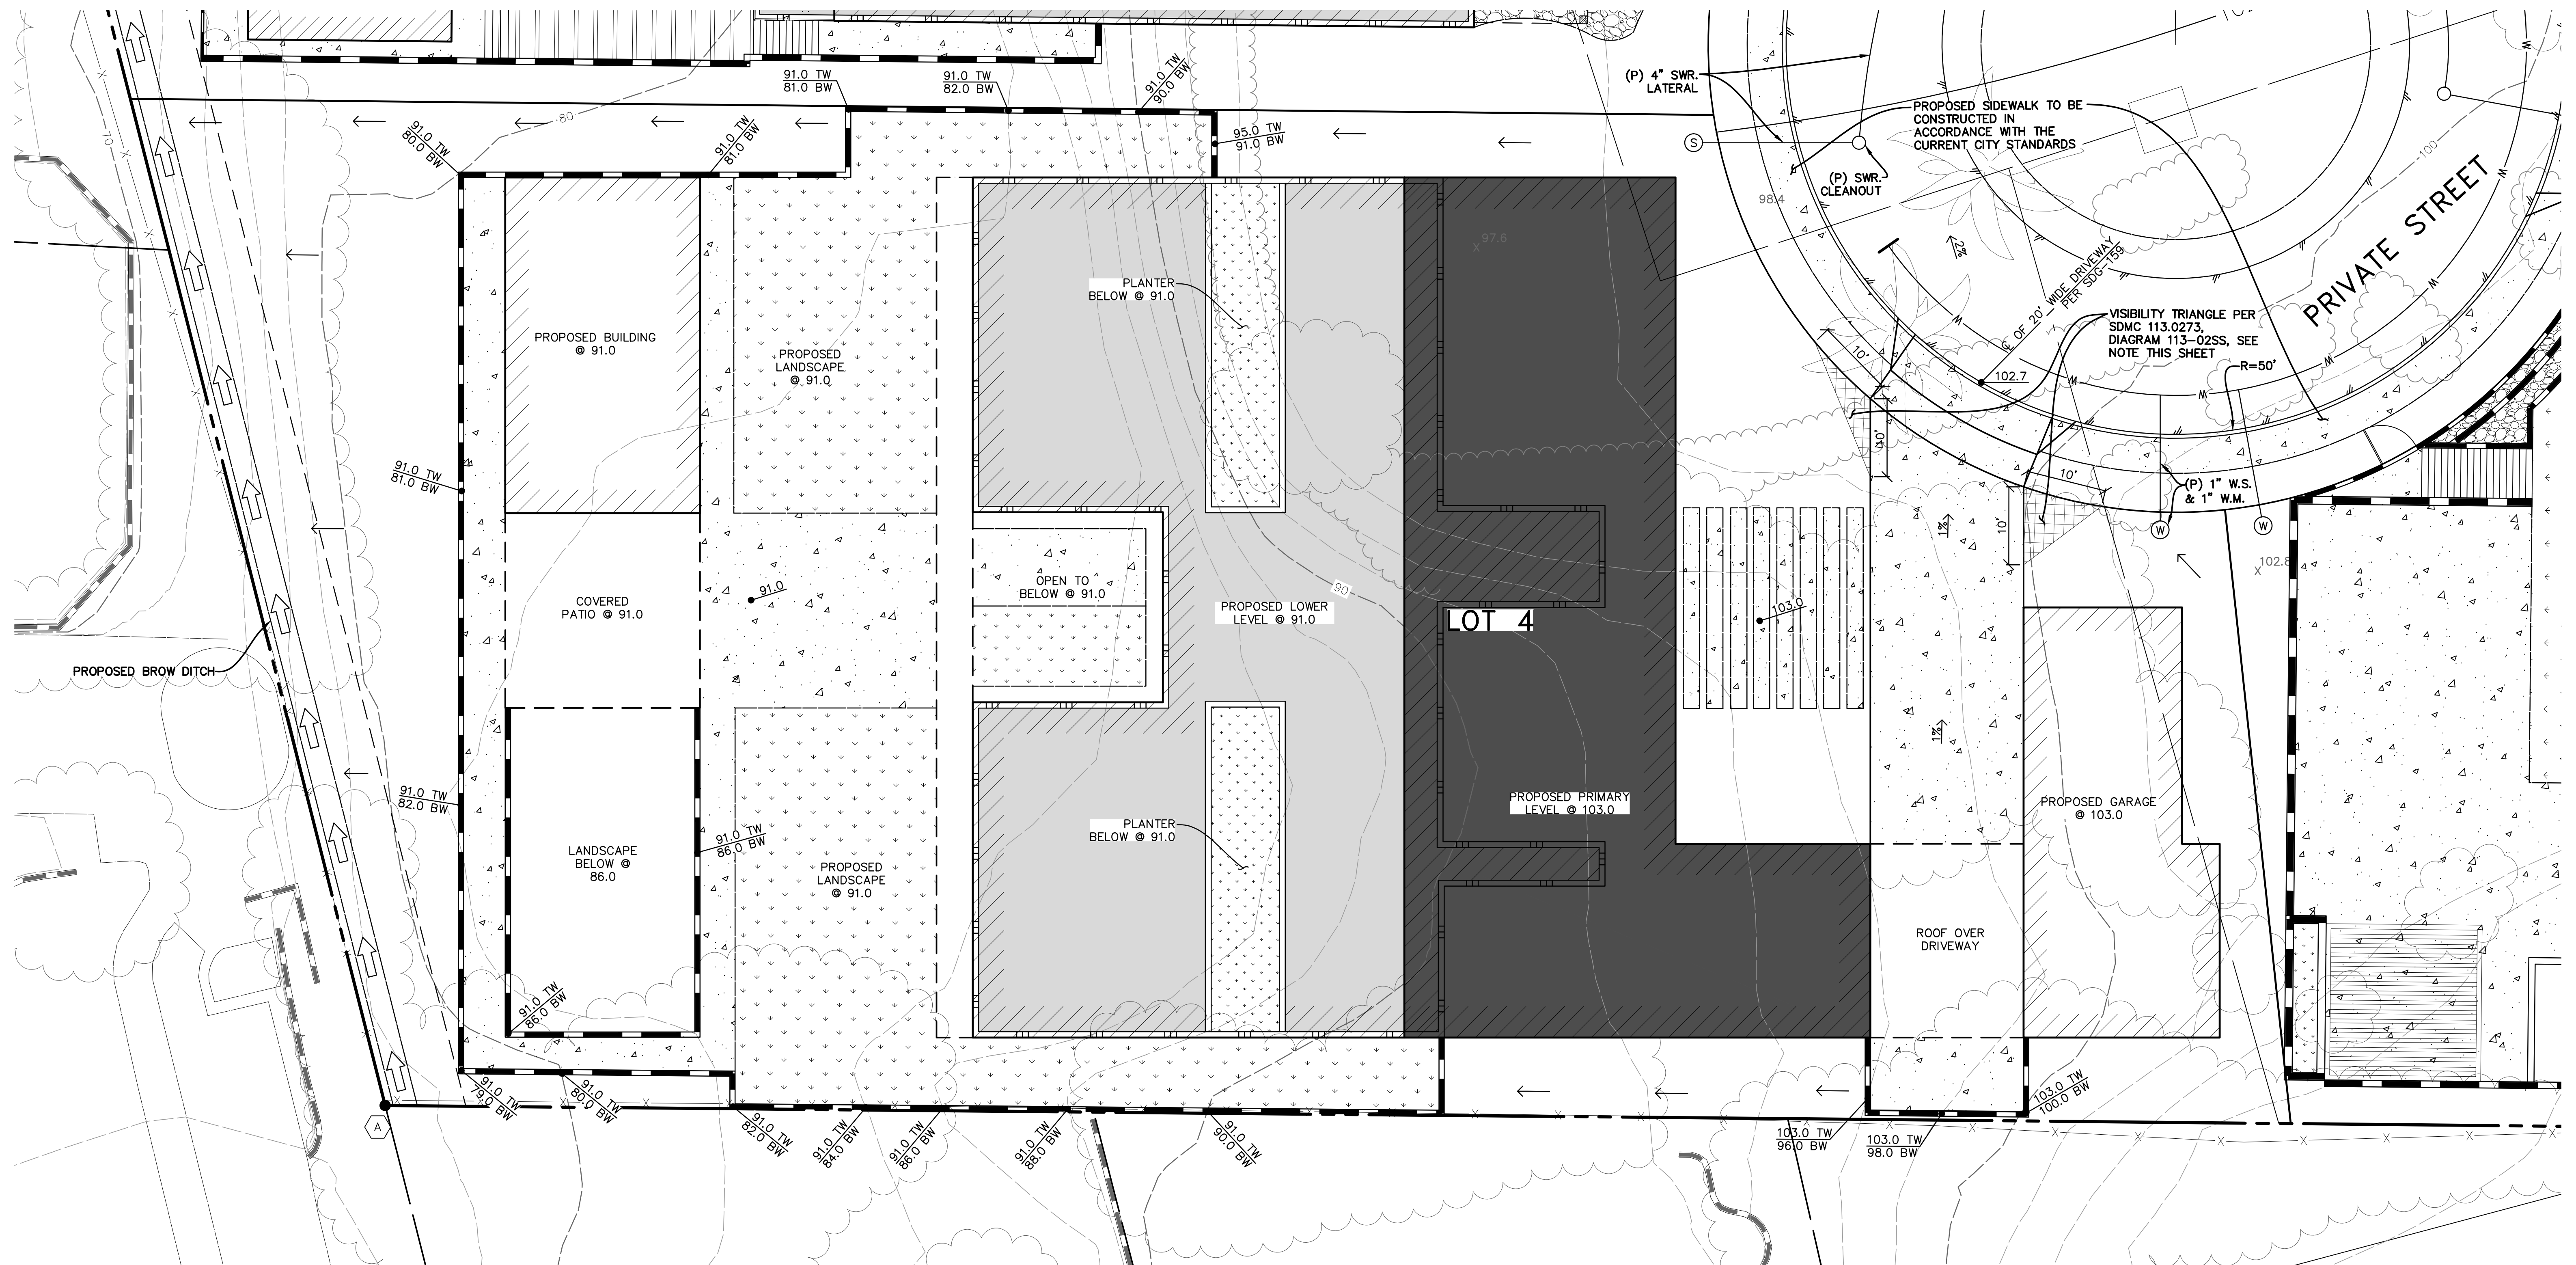 91.0 TW
81.0 BW
91.0 TW
82.0 BW
91.0 TW
90.0 BW
(P) 4" SWR.
LATERAL
PROPOSED SIDEWALK TO BE
CONSTRUCTED IN
ACCORDANCE WITH THE
CURRENT CITY STANDARDS
80
70
91.0 TW
80.0 BW
91.0 TW
81.0 BW
95.0 TW
91.0 BW
S
(P) SWR.
CLEANOUT
98.4
100
PRIVATE STREET
97.6
2%
℄ OF 20' WIDE DRIVEWAY
PER SDG-159
PLANTER
BELOW @ 91.0
VISIBILITY TRIANGLE PER
SDMC 113.0273,
DIAGRAM 113-02SS, SEE
NOTE THIS SHEET
PROPOSED BUILDING
@ 91.0
PROPOSED
LANDSCAPE
@ 91.0
10'
102.7
R=50'
10'
91.0 TW
81.0 BW
10'
10'
(P) 1" W.S.
& 1" W.M.
1%
W
W
102.8
OPEN TO
BELOW @ 91.0
91.0
90
COVERED
PATIO @ 91.0
PROPOSED LOWER
LEVEL @ 91.0
LOT 4
103.0
PROPOSED BROW DITCH
1%
91.0 TW
82.0 BW
PROPOSED PRIMARY
LEVEL @ 103.0
PROPOSED GARAGE
@ 103.0
PLANTER
BELOW @ 91.0
91.0 TW
86.0 BW
LANDSCAPE
BELOW @
86.0
PROPOSED
LANDSCAPE
@ 91.0
ROOF OVER
DRIVEWAY
91.0 TW
86.0 BW
91.0 TW
79.0 BW
91.0 TW
80.0 BW
A
91.0 TW
82.0 BW
91.0 TW
84.0 BW
91.0 TW
86.0 BW
91.0 TW
88.0 BW
91.0 TW
90.0 BW
103.0 TW
96.0 BW
103.0 TW
98.0 BW
103.0 TW
100.0 BW